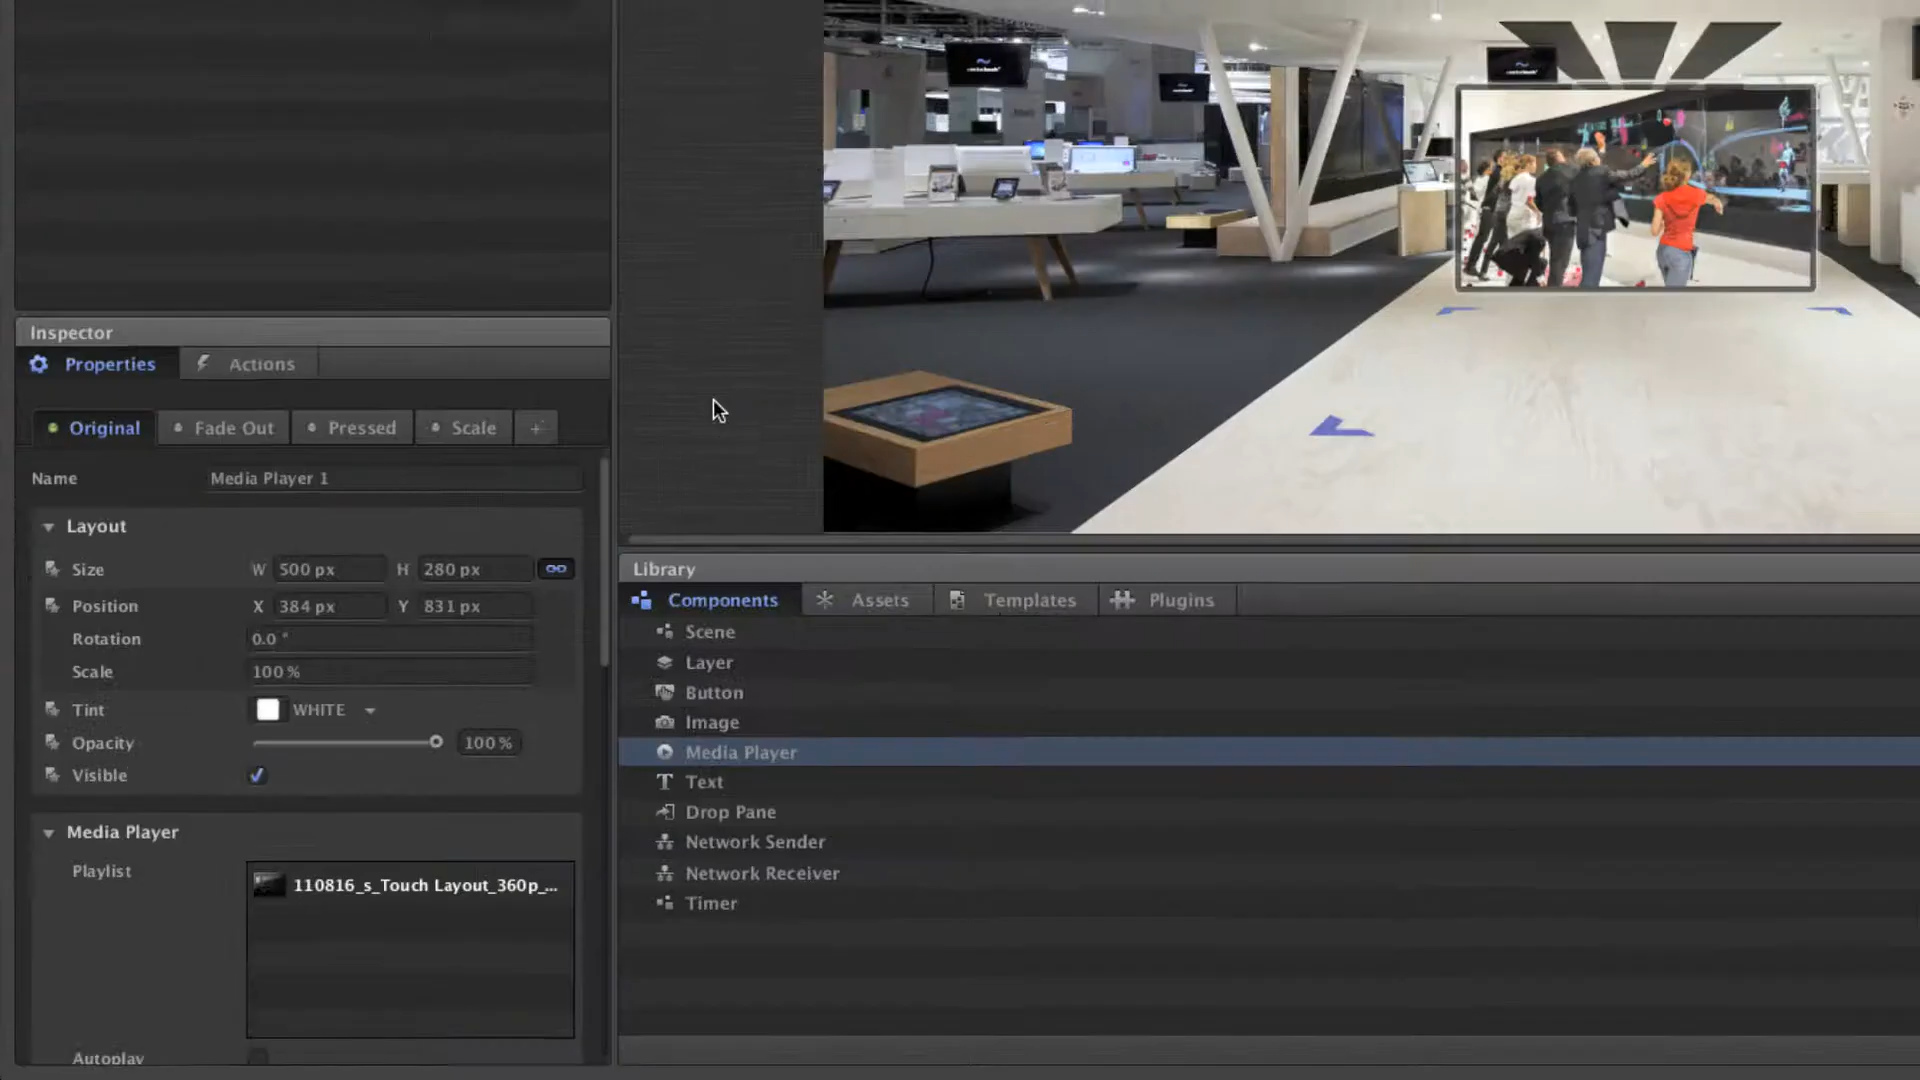 Inspector
Properties
Actions
Original
Fade Out
Pressed
Scale
+
Name
Media Player 1
Layout
Size W 500 px H 280 px
Position X 384 px Y 831 px
Rotation 0.0 °
Scale 100 %
Tint WHITE
Opacity 100 %
Visible
Media Player
Playlist
110816_s_Touch Layout_360p_...
Autoplay
Library
Components
Assets
Templates
Plugins
Scene
Layer
Button
Image
Media Player
Text
Drop Pane
Network Sender
Network Receiver
Timer